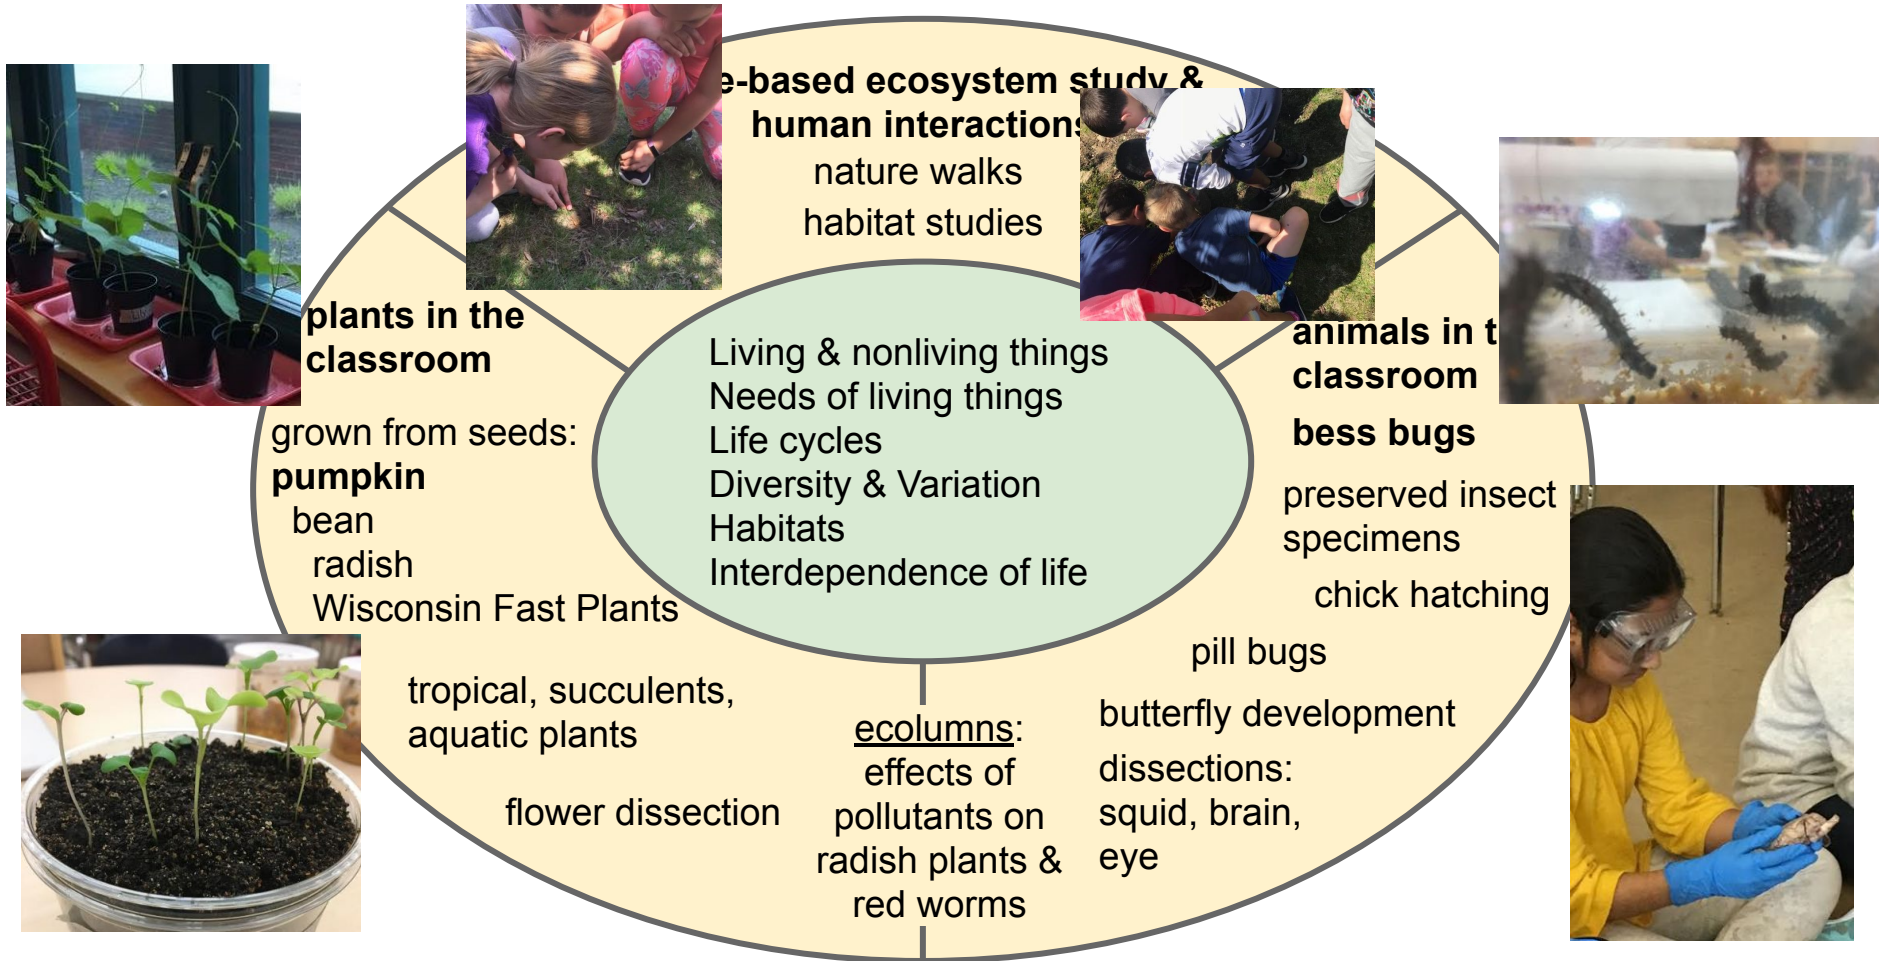 e-based ecosystem study &
human interactions
nature walks
habitat studies
plants in the
classroom
grown from seeds:
pumpkin
bean
radish
Wisconsin Fast Plants
tropical, succulents,
aquatic plants
flower dissection
Living & nonliving things
Needs of living things
Life cycles
Diversity & Variation
Habitats
Interdependence of life
ecolumns:
effects of
pollutants on
radish plants &
red worms
animals in t
classroom
bess bugs
preserved insect
specimens
chick hatching
pill bugs
butterfly development
dissections:
squid, brain,
eye